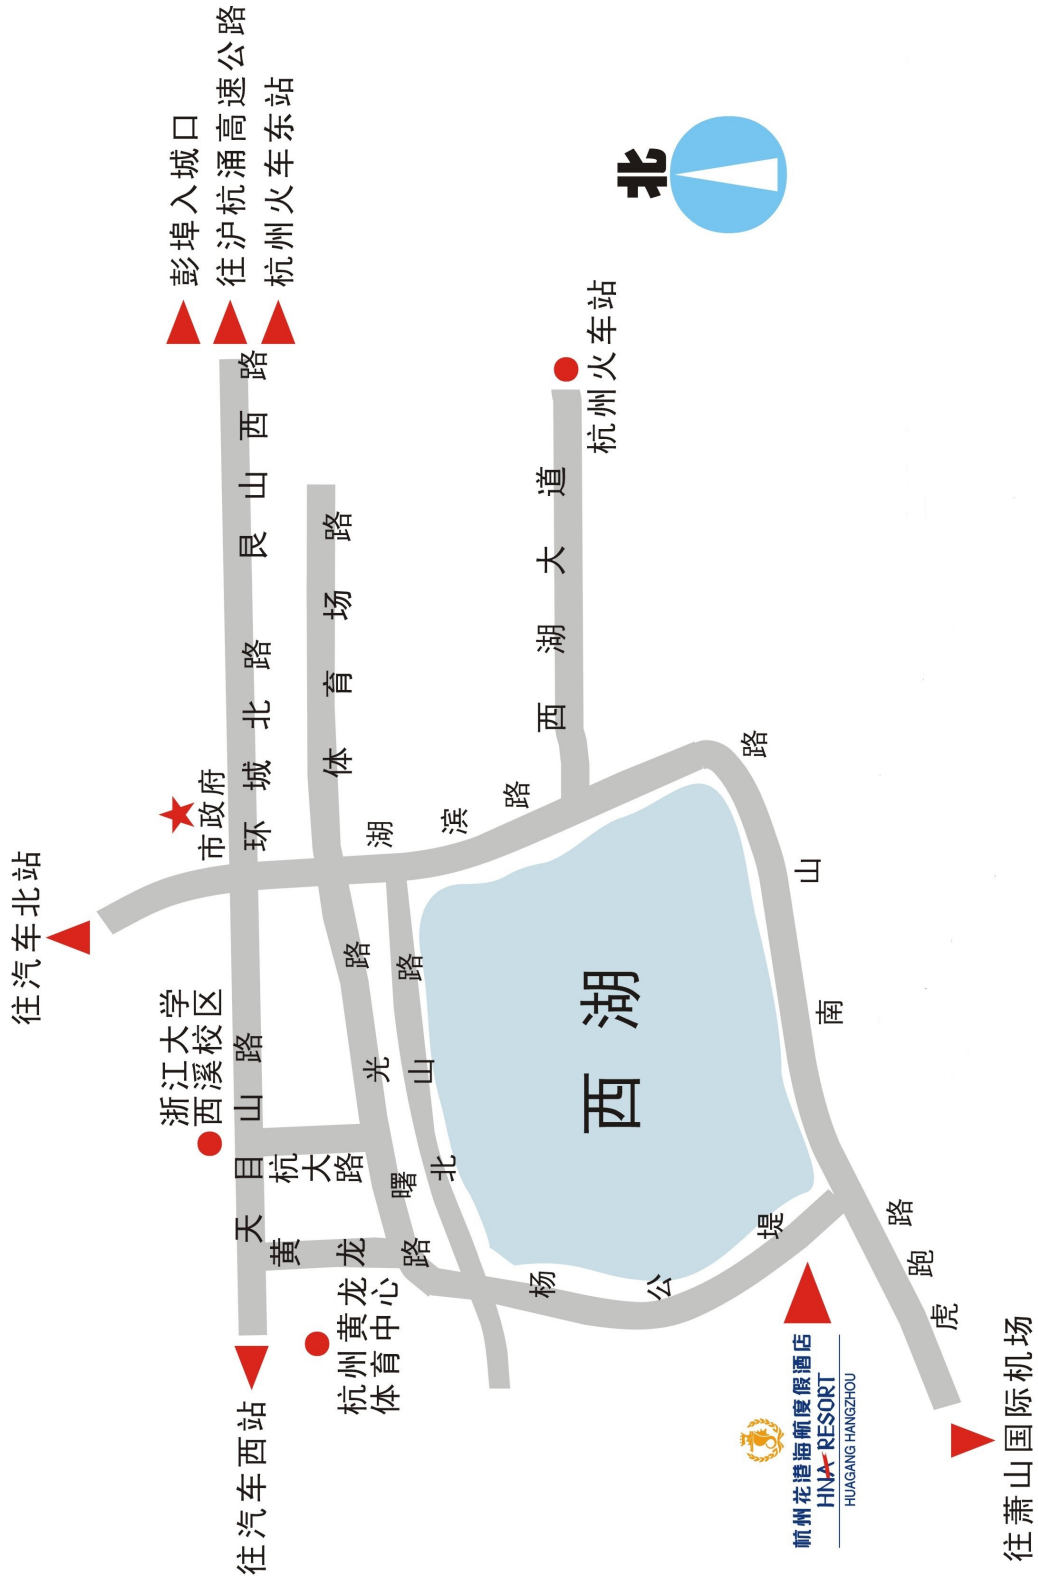 往汽车北站
彭埠入城口
往沪杭涌高速公路
杭州火车东站
市政府
浙江大学
西溪校区
天目山路
环城北路
艮山西路
体育场路
杭大路
黄龙路
曙光路
北山路
湖滨路
西湖大道
杭州火车站
北
往汽车西站
杭州黄龙
体育中心
西湖
杨公堤
南山路
虎跑路
杭州花港海航度假酒店
HNA RESORT
HUAGANG HANGZHOU
往萧山国际机场